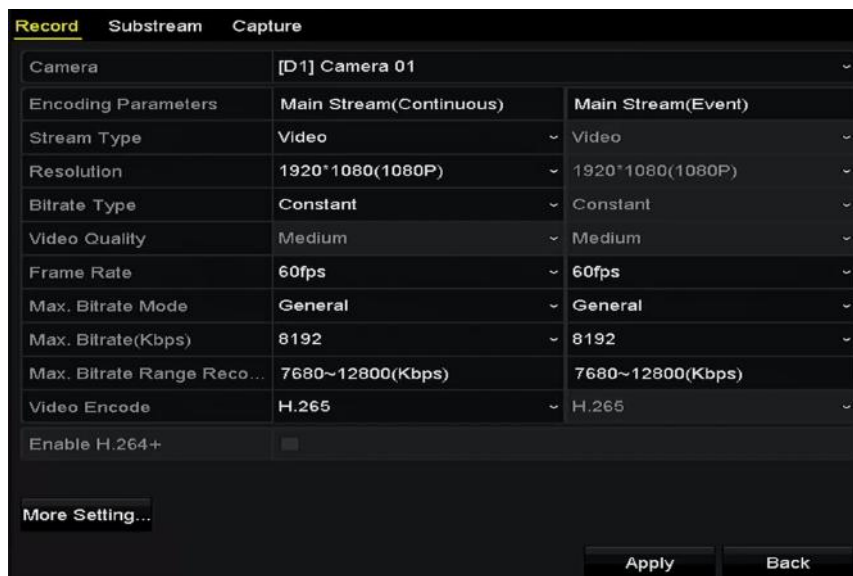 Record Substream Capture
Camera [D1] Camera 01
Encoding Parameters Main Stream(Continuous) Main Stream(Event)
Stream Type Video Video
Resolution 1920*1080(1080P) 1920*1080(1080P)
Bitrate Type Constant Constant
Video Quality Medium Medium
Frame Rate 60fps 60fps
Max. Bitrate Mode General General
Max. Bitrate(Kbps) 8192 8192
Max. Bitrate Range Reco... 7680~12800(Kbps) 7680~12800(Kbps)
Video Encode H.265 H.265
Enable H.264+
More Setting...
Apply Back